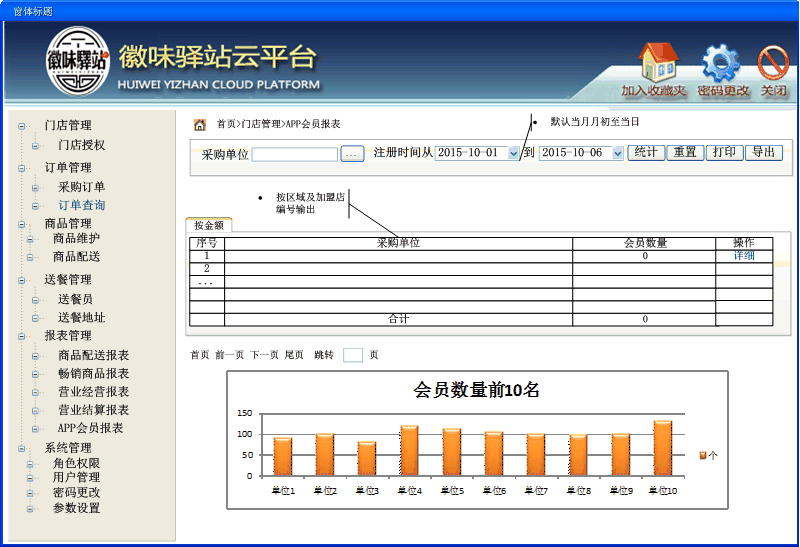 窗体标题
徽味驿站
徽味驿站云平台
HUIWEI YIZHAN CLOUD PLATFORM
加入收藏夹 密码更改 关闭
门店管理
门店授权
订单管理
采购订单
订单查询
商品管理
商品维护
商品配送
送餐管理
送餐员
送餐地址
报表管理
商品配送报表
畅销商品报表
营业经营报表
营业结算报表
APP会员报表
系统管理
角色权限
用户管理
密码更改
参数设置
首页>门店管理>APP会员报表
默认当月月初至当日
采购单位 ... 注册时间从 2015-10-01 到 2015-10-06 统计 重置 打印 导出
按区域及加盟店
编号输出
按金额
序号 采购单位 会员数量 操作
1 0 详细
2
...
合计 0
首页 前一页 下一页 尾页 跳转 页
会员数量前10名
150
100
50
0
单位1 单位2 单位3 单位4 单位5 单位6 单位7 单位8 单位9 单位10
个